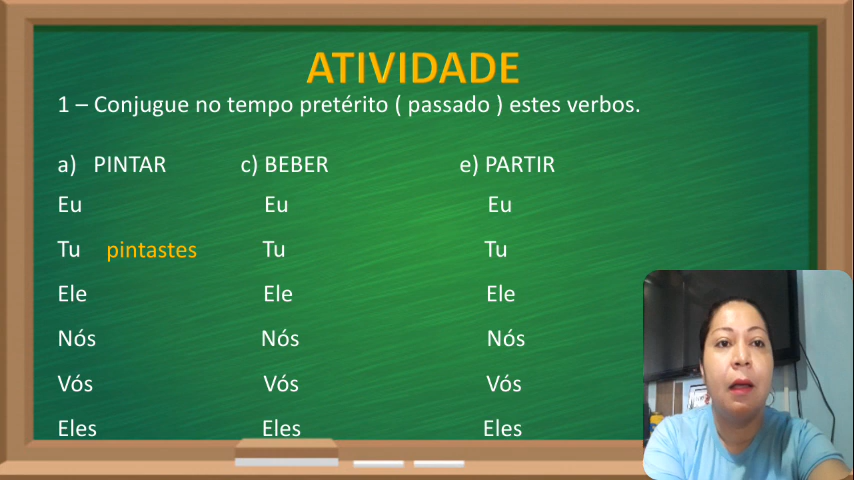 ATIVIDADE
1 – Conjugue no tempo pretérito ( passado ) estes verbos.
a) PINTAR c) BEBER e) PARTIR
Eu Eu Eu
Tu pintastes Tu Tu
Ele Ele Ele
Nós Nós Nós
Vós Vós Vós
Eles Eles Eles